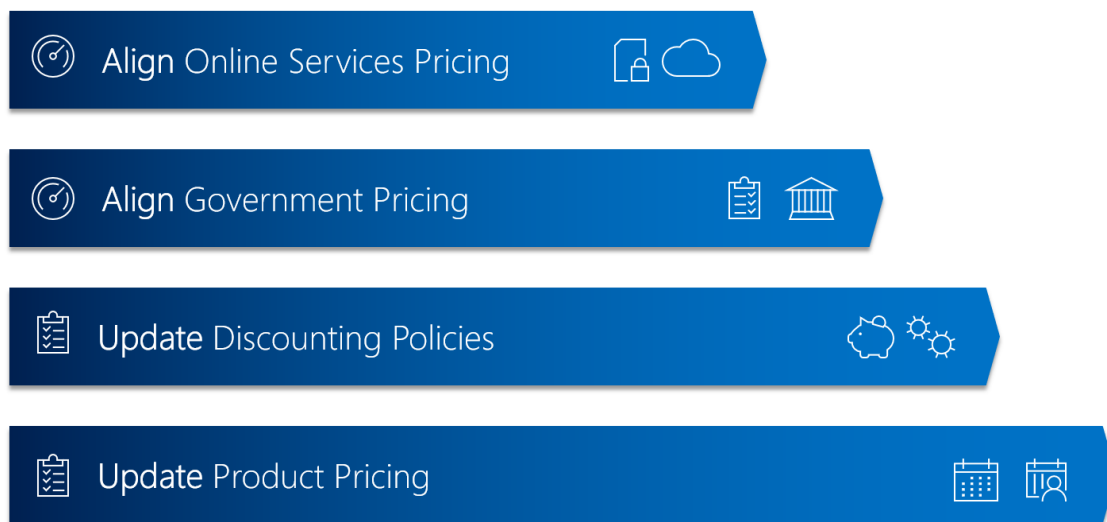 Align Online Services Pricing
Align Government Pricing
Update Discounting Policies
Update Product Pricing